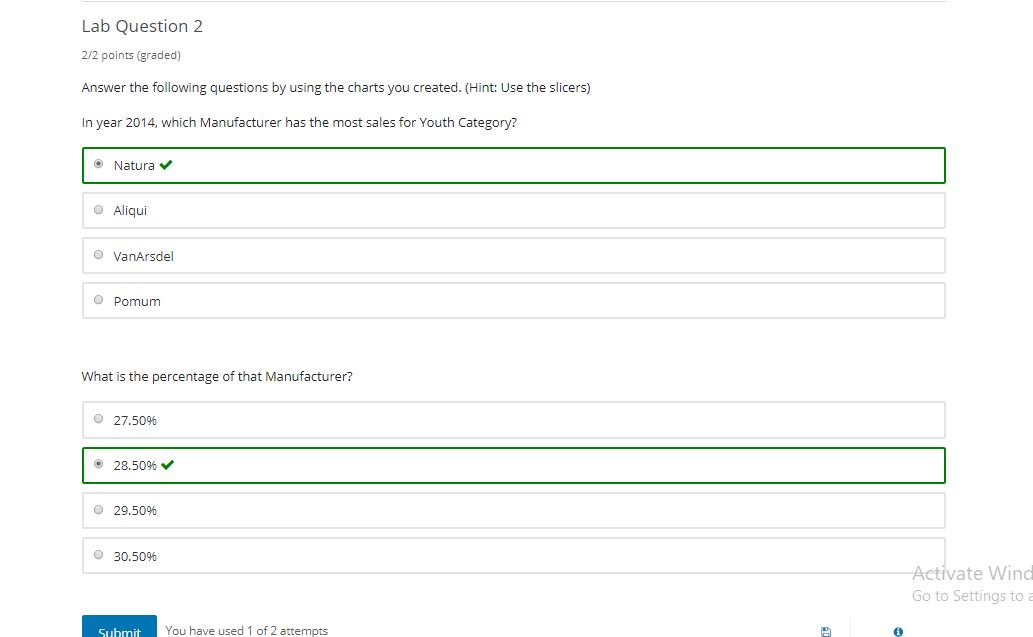 Lab Question 2
2/2 points (graded)
Answer the following questions by using the charts you created. (Hint: Use the slicers)
In year 2014, which Manufacturer has the most sales for Youth Category?
Natura
Aliqui
VanArsdel
Pomum
What is the percentage of that Manufacturer?
27.50%
28.50%
29.50%
30.50%
Activate Wind
Go to Settings to a
Submit
You have used 1 of 2 attempts